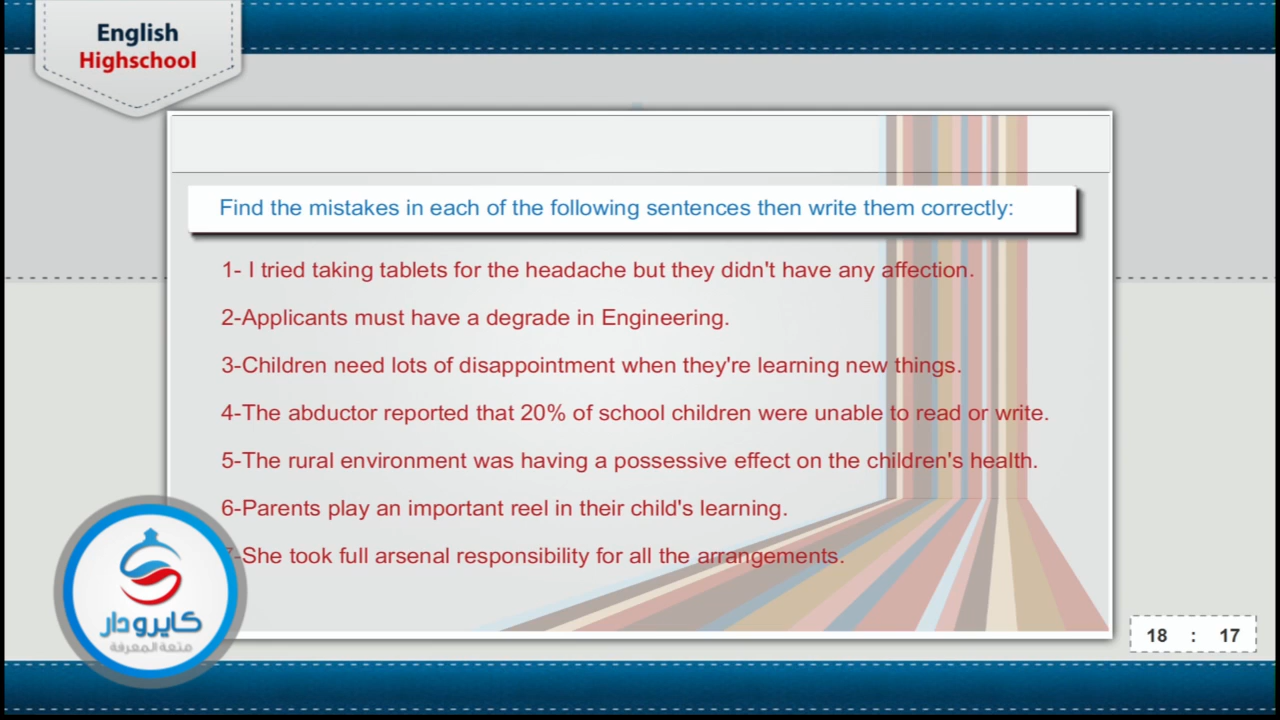 English
Highschool
Find the mistakes in each of the following sentences then write them correctly:
1- I tried taking tablets for the headache but they didn't have any affection.
2-Applicants must have a degrade in Engineering.
3-Children need lots of disappointment when they're learning new things.
4-The abductor reported that 20% of school children were unable to read or write.
5-The rural environment was having a possessive effect on the children's health.
6-Parents play an important reel in their child's learning.
7-She took full arsenal responsibility for all the arrangements.
كايرودار
متعة المعرفة
18 : 17